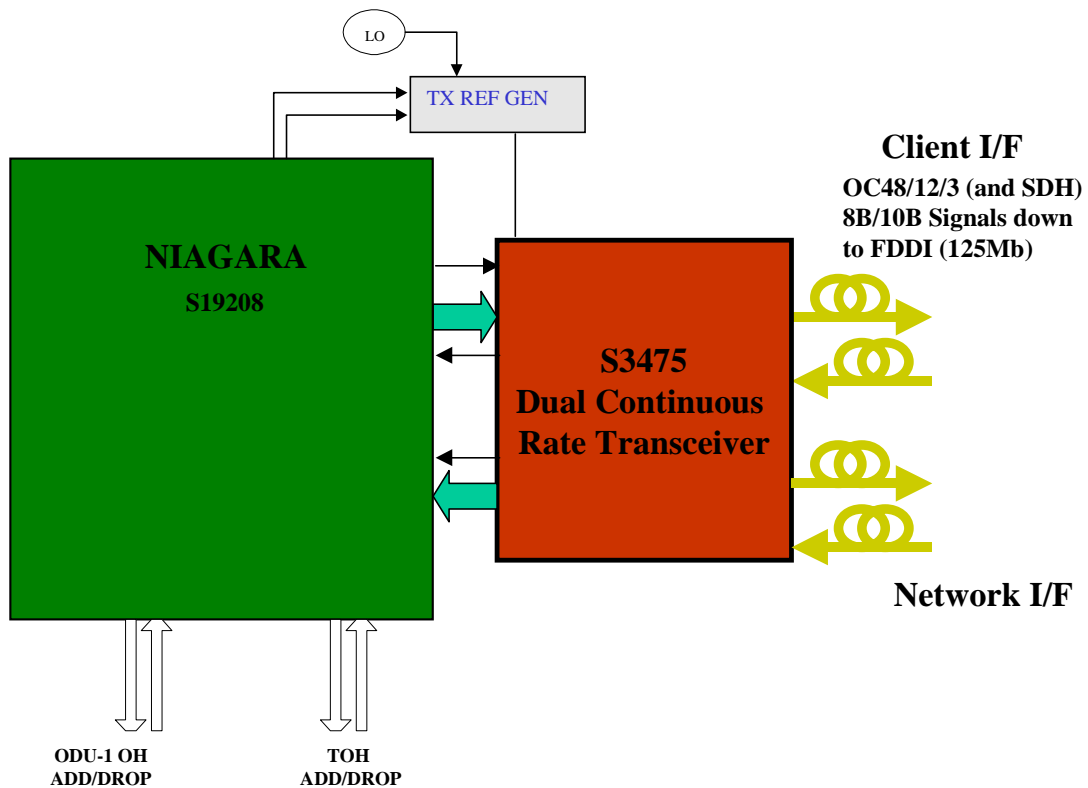 LO
TX REF GEN
Client I/F
OC48/12/3 (and SDH)
8B/10B Signals down
to FDDI (125Mb)
NIAGARA
S19208
S3475
Dual Continuous
Rate Transceiver
Network I/F
ODU-1 OH
ADD/DROP
TOH
ADD/DROP